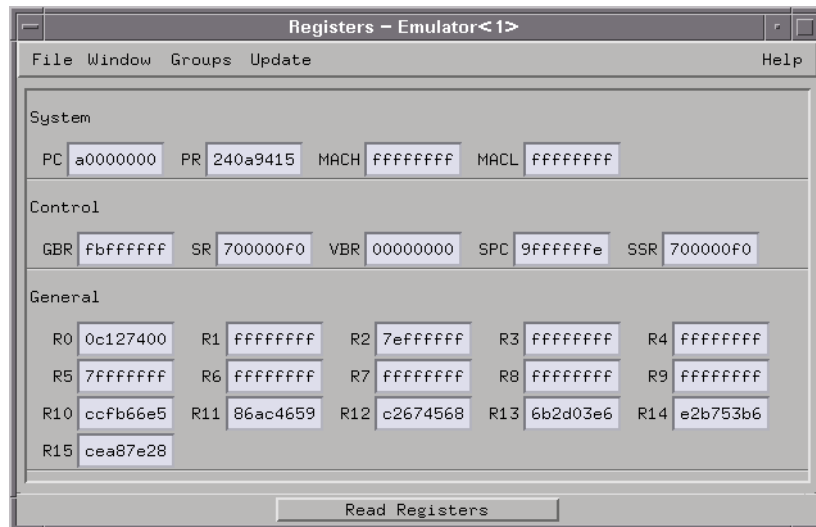 Registers – Emulator<1>
File Window Groups Update Help
System
PC a0000000 PR 240a9415 MACH ffffffff MACL ffffffff
Control
GBR fbffffff SR 700000f0 VBR 00000000 SPC 9ffffffe SSR 700000f0
General
R0 0c127400 R1 ffffffff R2 7effffff R3 ffffffff R4 ffffffff
R5 7fffffff R6 ffffffff R7 ffffffff R8 ffffffff R9 ffffffff
R10 ccfb66e5 R11 86ac4659 R12 c2674568 R13 6b2d03e6 R14 e2b753b6
R15 cea87e28
Read Registers